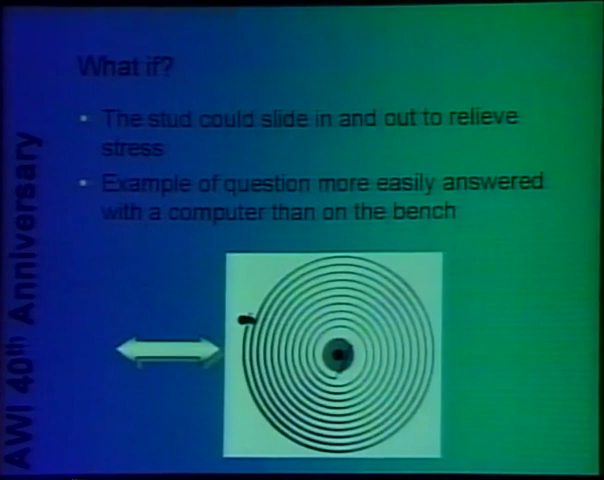 What if?
• The stud could slide in and out to relieve
stress
• Example of question more easily answered
with a computer than on the bench
AWI 40th Anniversary